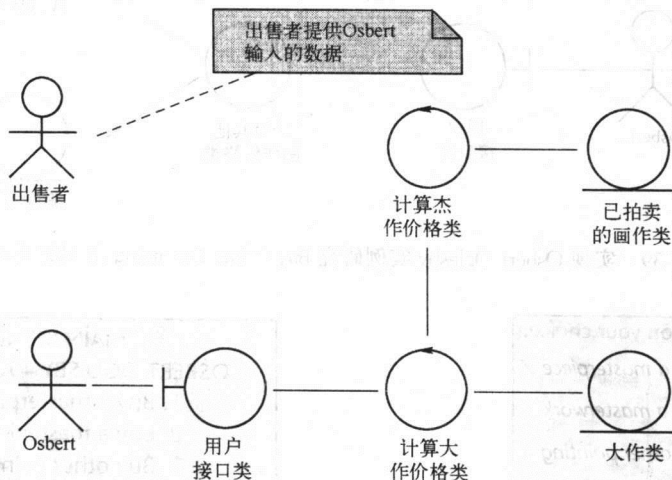 出售者提供Osbert
输入的数据
出售者
计算杰
作价格类
已拍卖
的画作类
Osbert
用户
接口类
计算大
作价格类
大作类